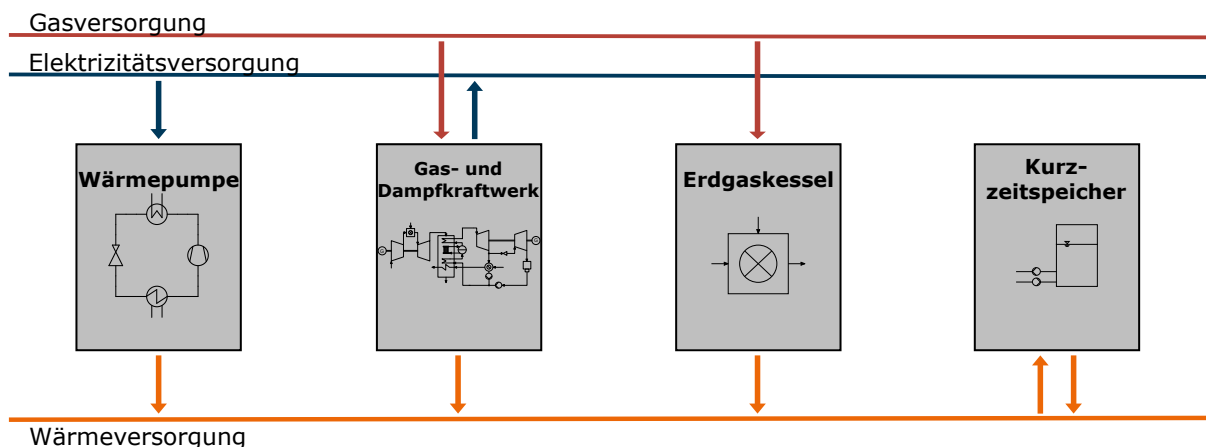 Gasversorgung
Elektrizitätsversorgung
Wärmepumpe
Gas- und
Dampfkraftwerk
Erdgaskessel
Kurz-
zeitspeicher
Wärmeversorgung